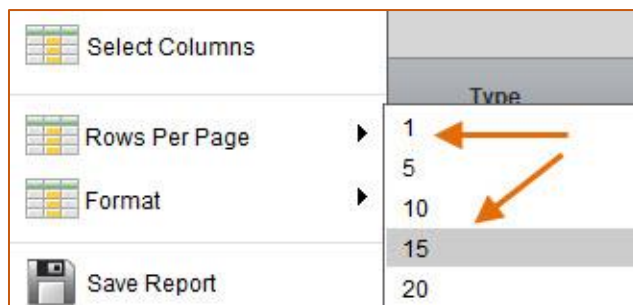 Select Columns
Type
Rows Per Page
1
5
Format
10
15
Save Report
20